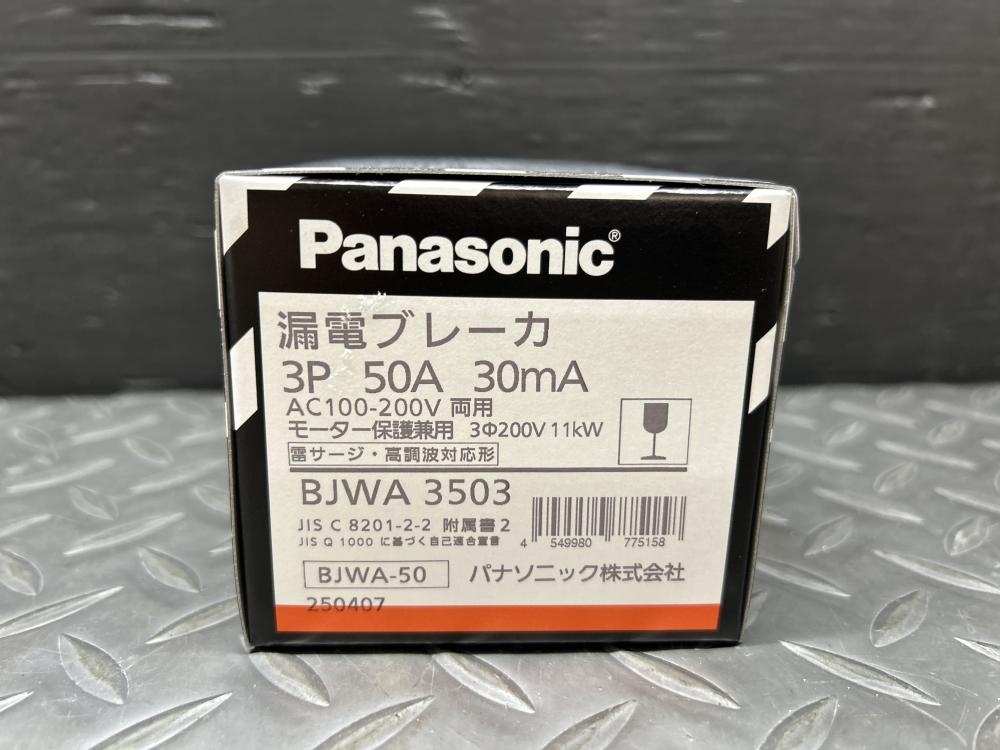 Panasonic®
漏電ブレーカ
3P 50A 30mA
AC100-200V 両用
モーター保護兼用 3Φ200V 11kW
雷サージ・高調波対応形
BJWA 3503
JIS C 8201-2-2 附属書2
JIS Q 1000 に基づく自己適合宣言
4 549980 775158
BJWA-50 パナソニック株式会社
250407